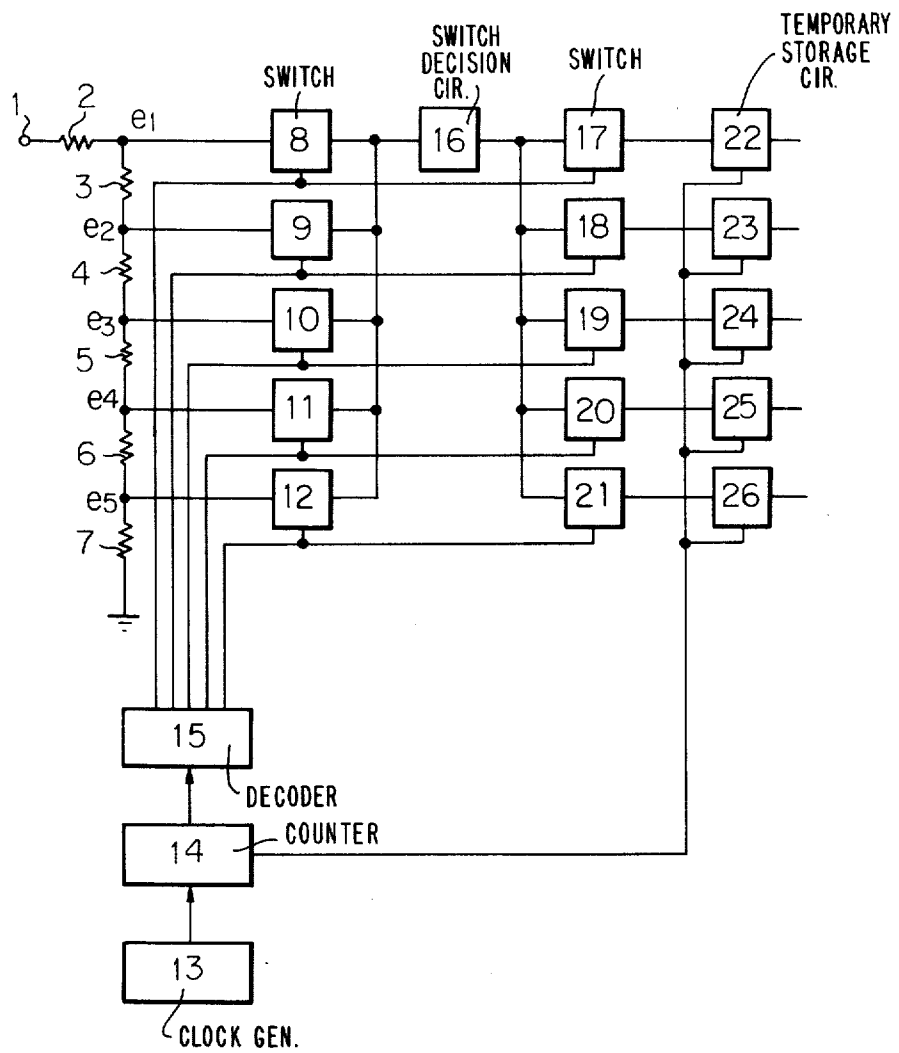 TEMPORARY
STORAGE
CIR.
SWITCH
DECISION
CIR.
SWITCH
SWITCH
1
2
e1
8
16
17
22
3
e2
9
18
23
4
e3
10
19
24
5
e4
11
20
25
6
e5
12
21
26
7
15
DECODER
14
COUNTER
13
CLOCK GEN.